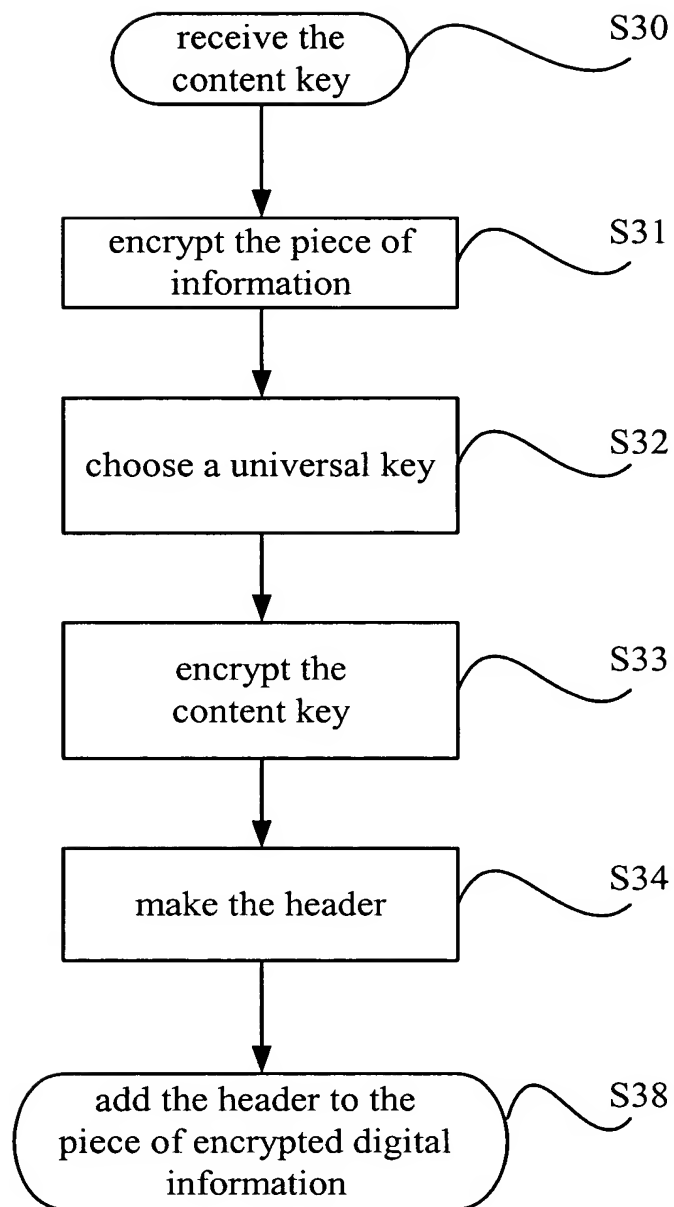 receive the
content key
S30
encrypt the piece of
information
S31
choose a universal key
S32
encrypt the
content key
S33
make the header
S34
add the header to the
piece of encrypted digital
information
S38